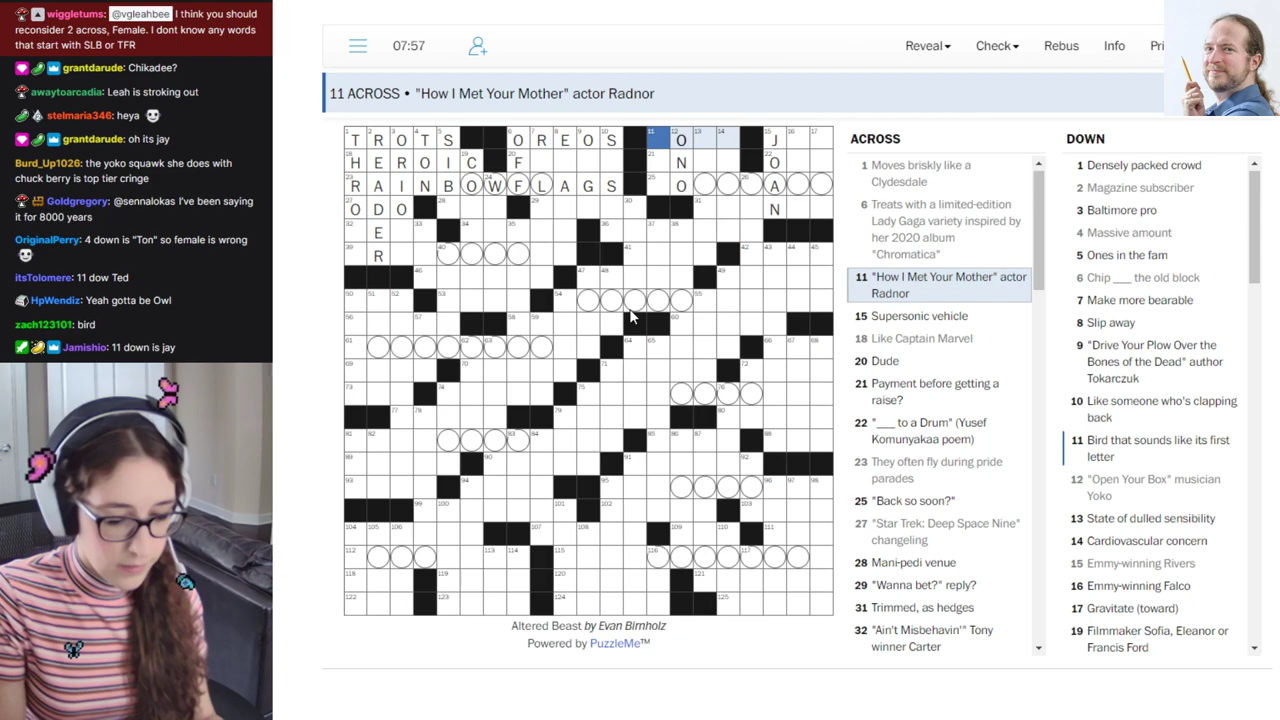 wiggletums: @vgleahbee I think you should
reconsider 2 across, Female. I dont know any words
that start with SLB or TFR
grantdarude: Chikadee?
awaytoarcadia: Leah is stroking out
stelmaria346: heya
grantdarude: oh its jay
Burd_Up1026: the yoko squawk she does with
chuck berry is top tier cringe
Goldgregory: @sennalokas I've been saying
it for 8000 years
OriginalPerry: 4 down is "Ton" so female is wrong
itsTolomere: 11 dow Ted
HpWendiz: Yeah gotta be Owl
zach123101: bird
Jamishio: 11 down is jay
07:57
Reveal
Check
Rebus
Info
Pri
11 ACROSS • "How I Met Your Mother" actor Radnor
T R O T S O R E O S O J
H E R O I C F N O
R A I N B O W F L A G S O A
O D O N
E
R
Altered Beast by Evan Birnholz
Powered by PuzzleMe™
ACROSS
1 Moves briskly like a
Clydesdale
6 Treats with a limited-edition
Lady Gaga variety inspired by
her 2020 album
"Chromatica"
11 "How I Met Your Mother" actor
Radnor
15 Supersonic vehicle
18 Like Captain Marvel
20 Dude
21 Payment before getting a
raise?
22 "___ to a Drum" (Yusef
Komunyakaa poem)
23 They often fly during pride
parades
25 "Back so soon?"
27 "Star Trek: Deep Space Nine"
changeling
28 Mani-pedi venue
29 "Wanna bet?" reply?
31 Trimmed, as hedges
32 "Ain't Misbehavin'" Tony
winner Carter
DOWN
1 Densely packed crowd
2 Magazine subscriber
3 Baltimore pro
4 Massive amount
5 Ones in the fam
6 Chip ___ the old block
7 Make more bearable
8 Slip away
9 "Drive Your Plow Over the
Bones of the Dead" author
Tokarczuk
10 Like someone who's clapping
back
11 Bird that sounds like its first
letter
12 "Open Your Box" musician
Yoko
13 State of dulled sensibility
14 Cardiovascular concern
15 Emmy-winning Rivers
16 Emmy-winning Falco
17 Gravitate (toward)
19 Filmmaker Sofia, Eleanor or
Francis Ford